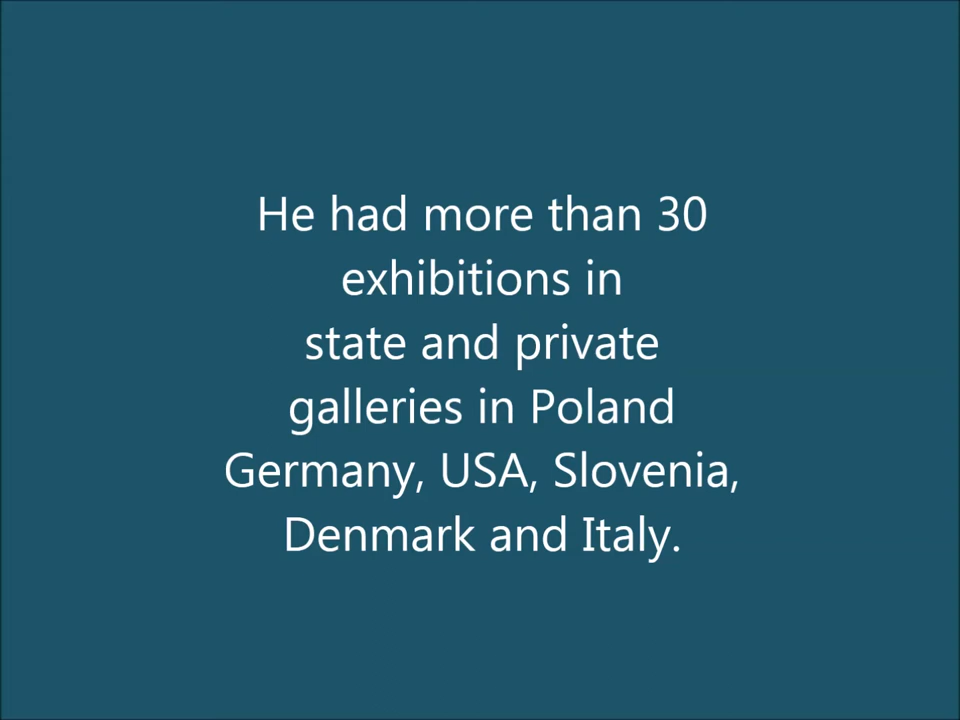 He had more than 30
exhibitions in
state and private
galleries in Poland
Germany, USA, Slovenia,
Denmark and Italy.